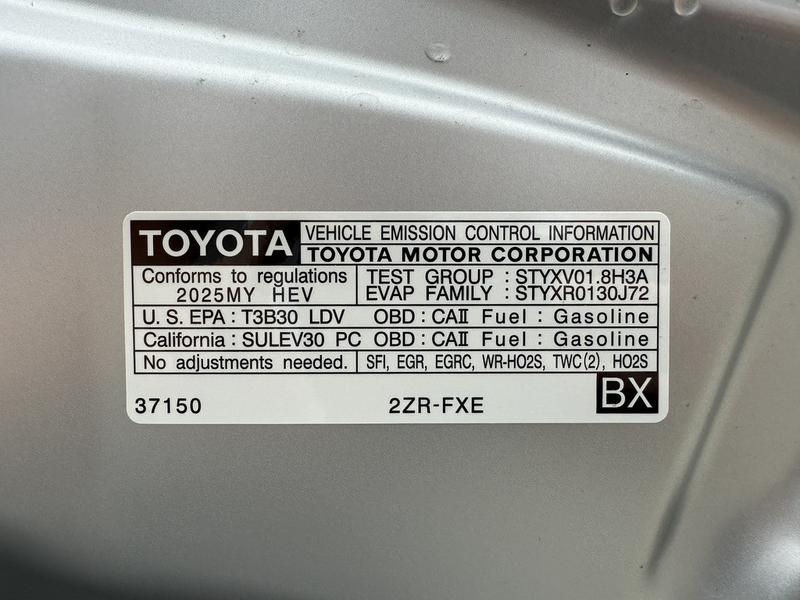 TOYOTA VEHICLE EMISSION CONTROL INFORMATION
TOYOTA MOTOR CORPORATION
Conforms to regulations TEST GROUP : STYXV01.8H3A
2025MY HEV EVAP FAMILY : STYXR0130J72
U. S. EPA : T3B30 LDV OBD : CAII Fuel : Gasoline
California : SULEV30 PC OBD : CAII Fuel : Gasoline
No adjustments needed. SFI, EGR, EGRC, WR-HO2S, TWC(2), HO2S
BX
37150 2ZR-FXE